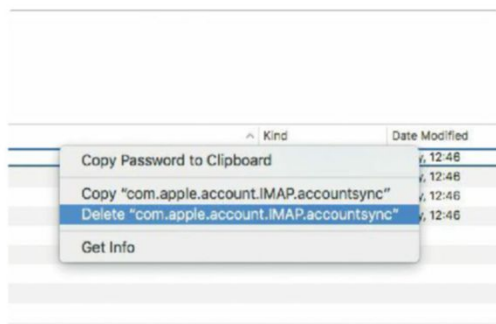 Kind Date Modified
Copy Password to Clipboard
, 12:46
, 12:46
Copy "com.apple.account.IMAP.accountsync"
, 12:46
Delete "com.apple.account.IMAP.accountsync"
, 12:46
Get Info